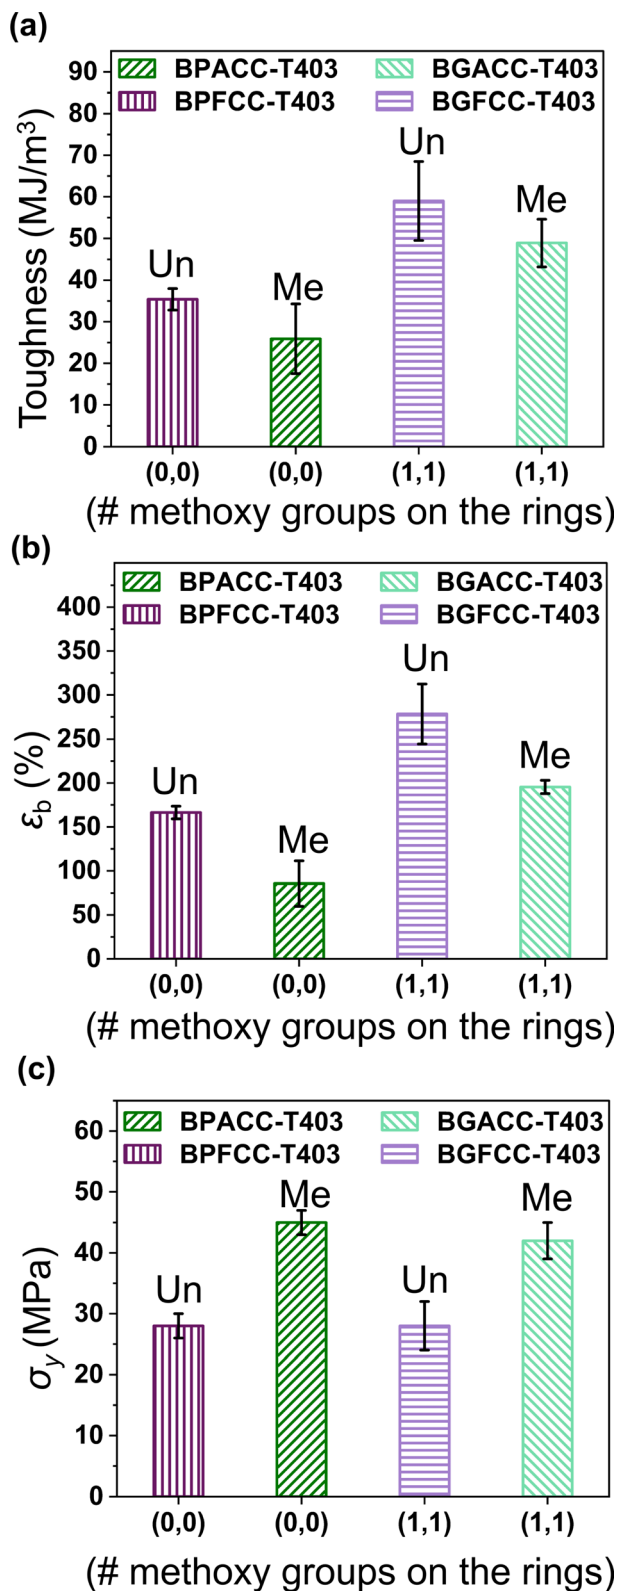 (a)
BPACC-T403 BGACC-T403
BPFCC-T403 BGFCC-T403
90
80
70
60
50
40
30
20
10
0
Toughness (MJ/m³)
Un
Me
Un
Me
(0,0) (0,0) (1,1) (1,1)
(# methoxy groups on the rings)
(b)
BPACC-T403 BGACC-T403
BPFCC-T403 BGFCC-T403
400
350
300
250
200
150
100
50
0
εb (%)
Un
Me
Un
Me
(0,0) (0,0) (1,1) (1,1)
(# methoxy groups on the rings)
(c)
BPACC-T403 BGACC-T403
BPFCC-T403 BGFCC-T403
60
50
40
30
20
10
0
σy (MPa)
Un
Me
Un
Me
(0,0) (0,0) (1,1) (1,1)
(# methoxy groups on the rings)